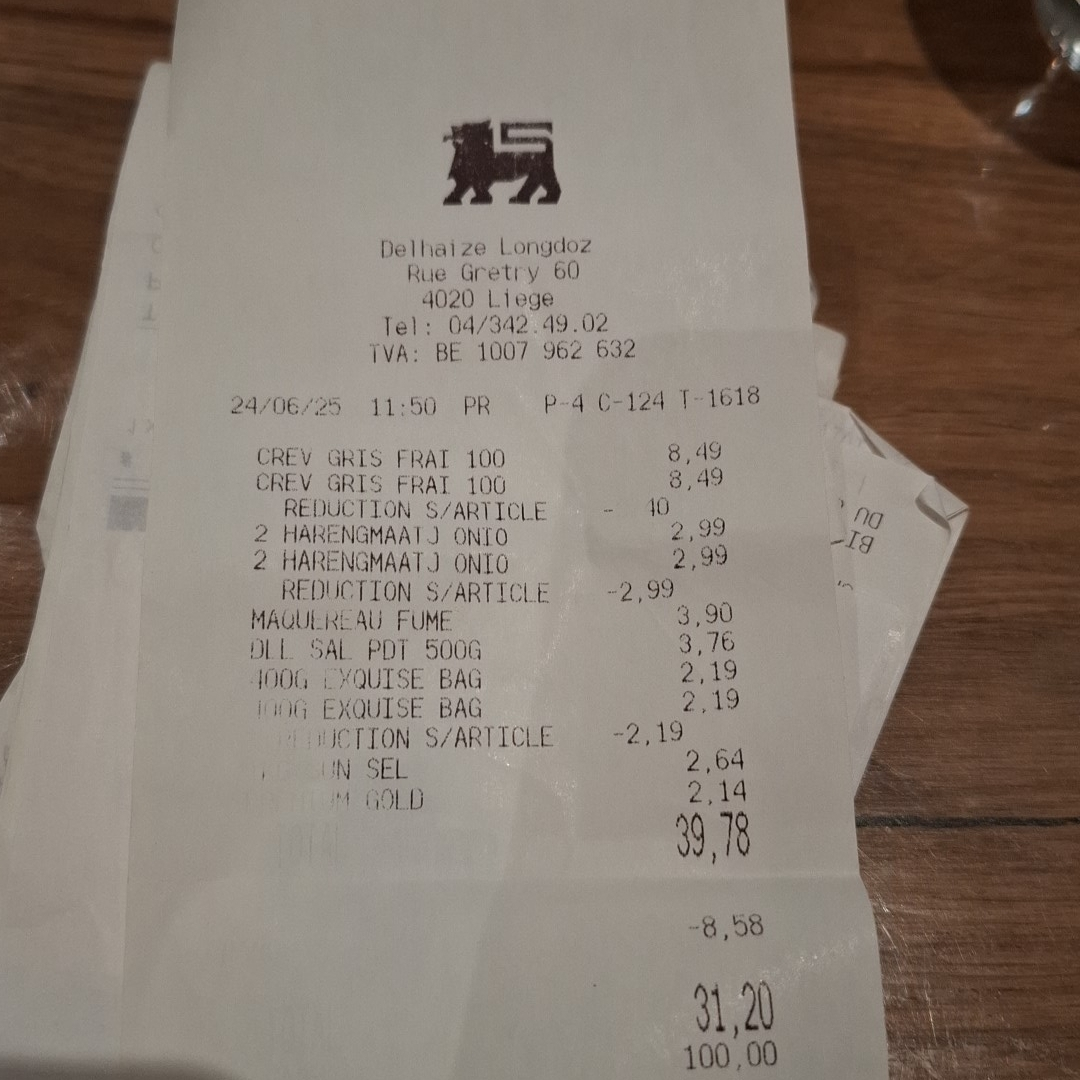 Delhaize Longdoz
Rue Gretry 60
4020 Liege
Tel: 04/342.49.02
TVA: BE 1007 962 632
24/06/25 11:50 PR P-4 C-124 T-1618
CREV GRIS FRAI 100 8,49
CREV GRIS FRAI 100 8,49
REDUCTION S/ARTICLE - 40
2 HARENGMAATJ ONIO 2,99
2 HARENGMAATJ ONIO 2,99
REDUCTION S/ARTICLE -2,99
MAQUEREAU FUME 3,90
DLL SAL PDT 500G 3,76
400G EXQUISE BAG 2,19
400G EXQUISE BAG 2,19
REDUCTION S/ARTICLE -2,19
SEL 2,64
GOLD 2,14
TOTAL 39,78
-8,58
31,20
100,00
DU
BI